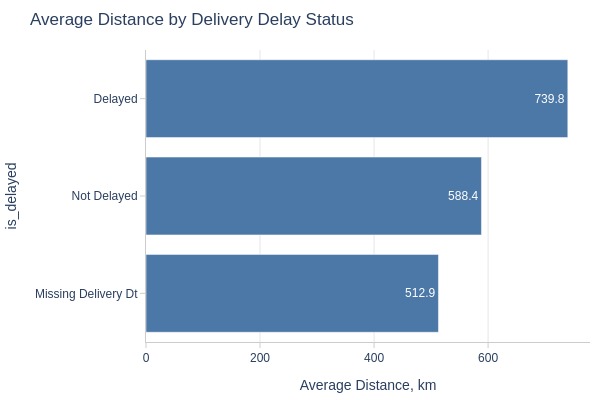 Average Distance by Delivery Delay Status
is_delayed
Delayed
739.8
Not Delayed
588.4
Missing Delivery Dt
512.9
0
200
400
600
Average Distance, km